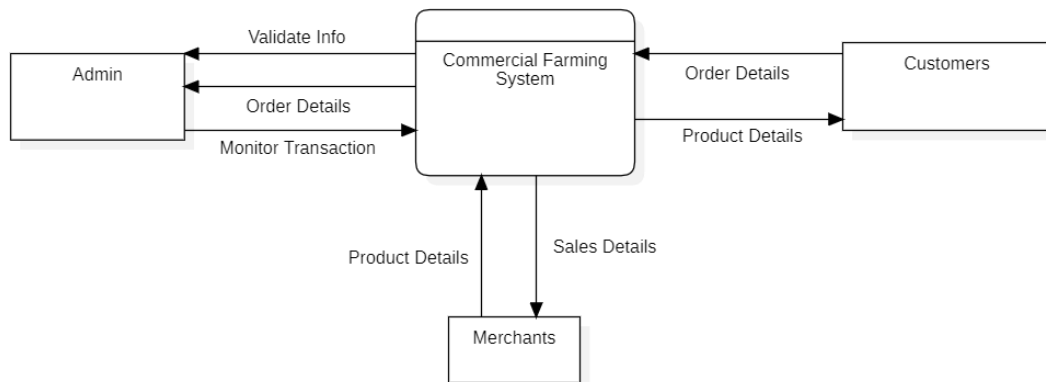 Validate Info
Admin
Order Details
Monitor Transaction
Commercial Farming
System
Order Details
Customers
Product Details
Product Details
Sales Details
Merchants